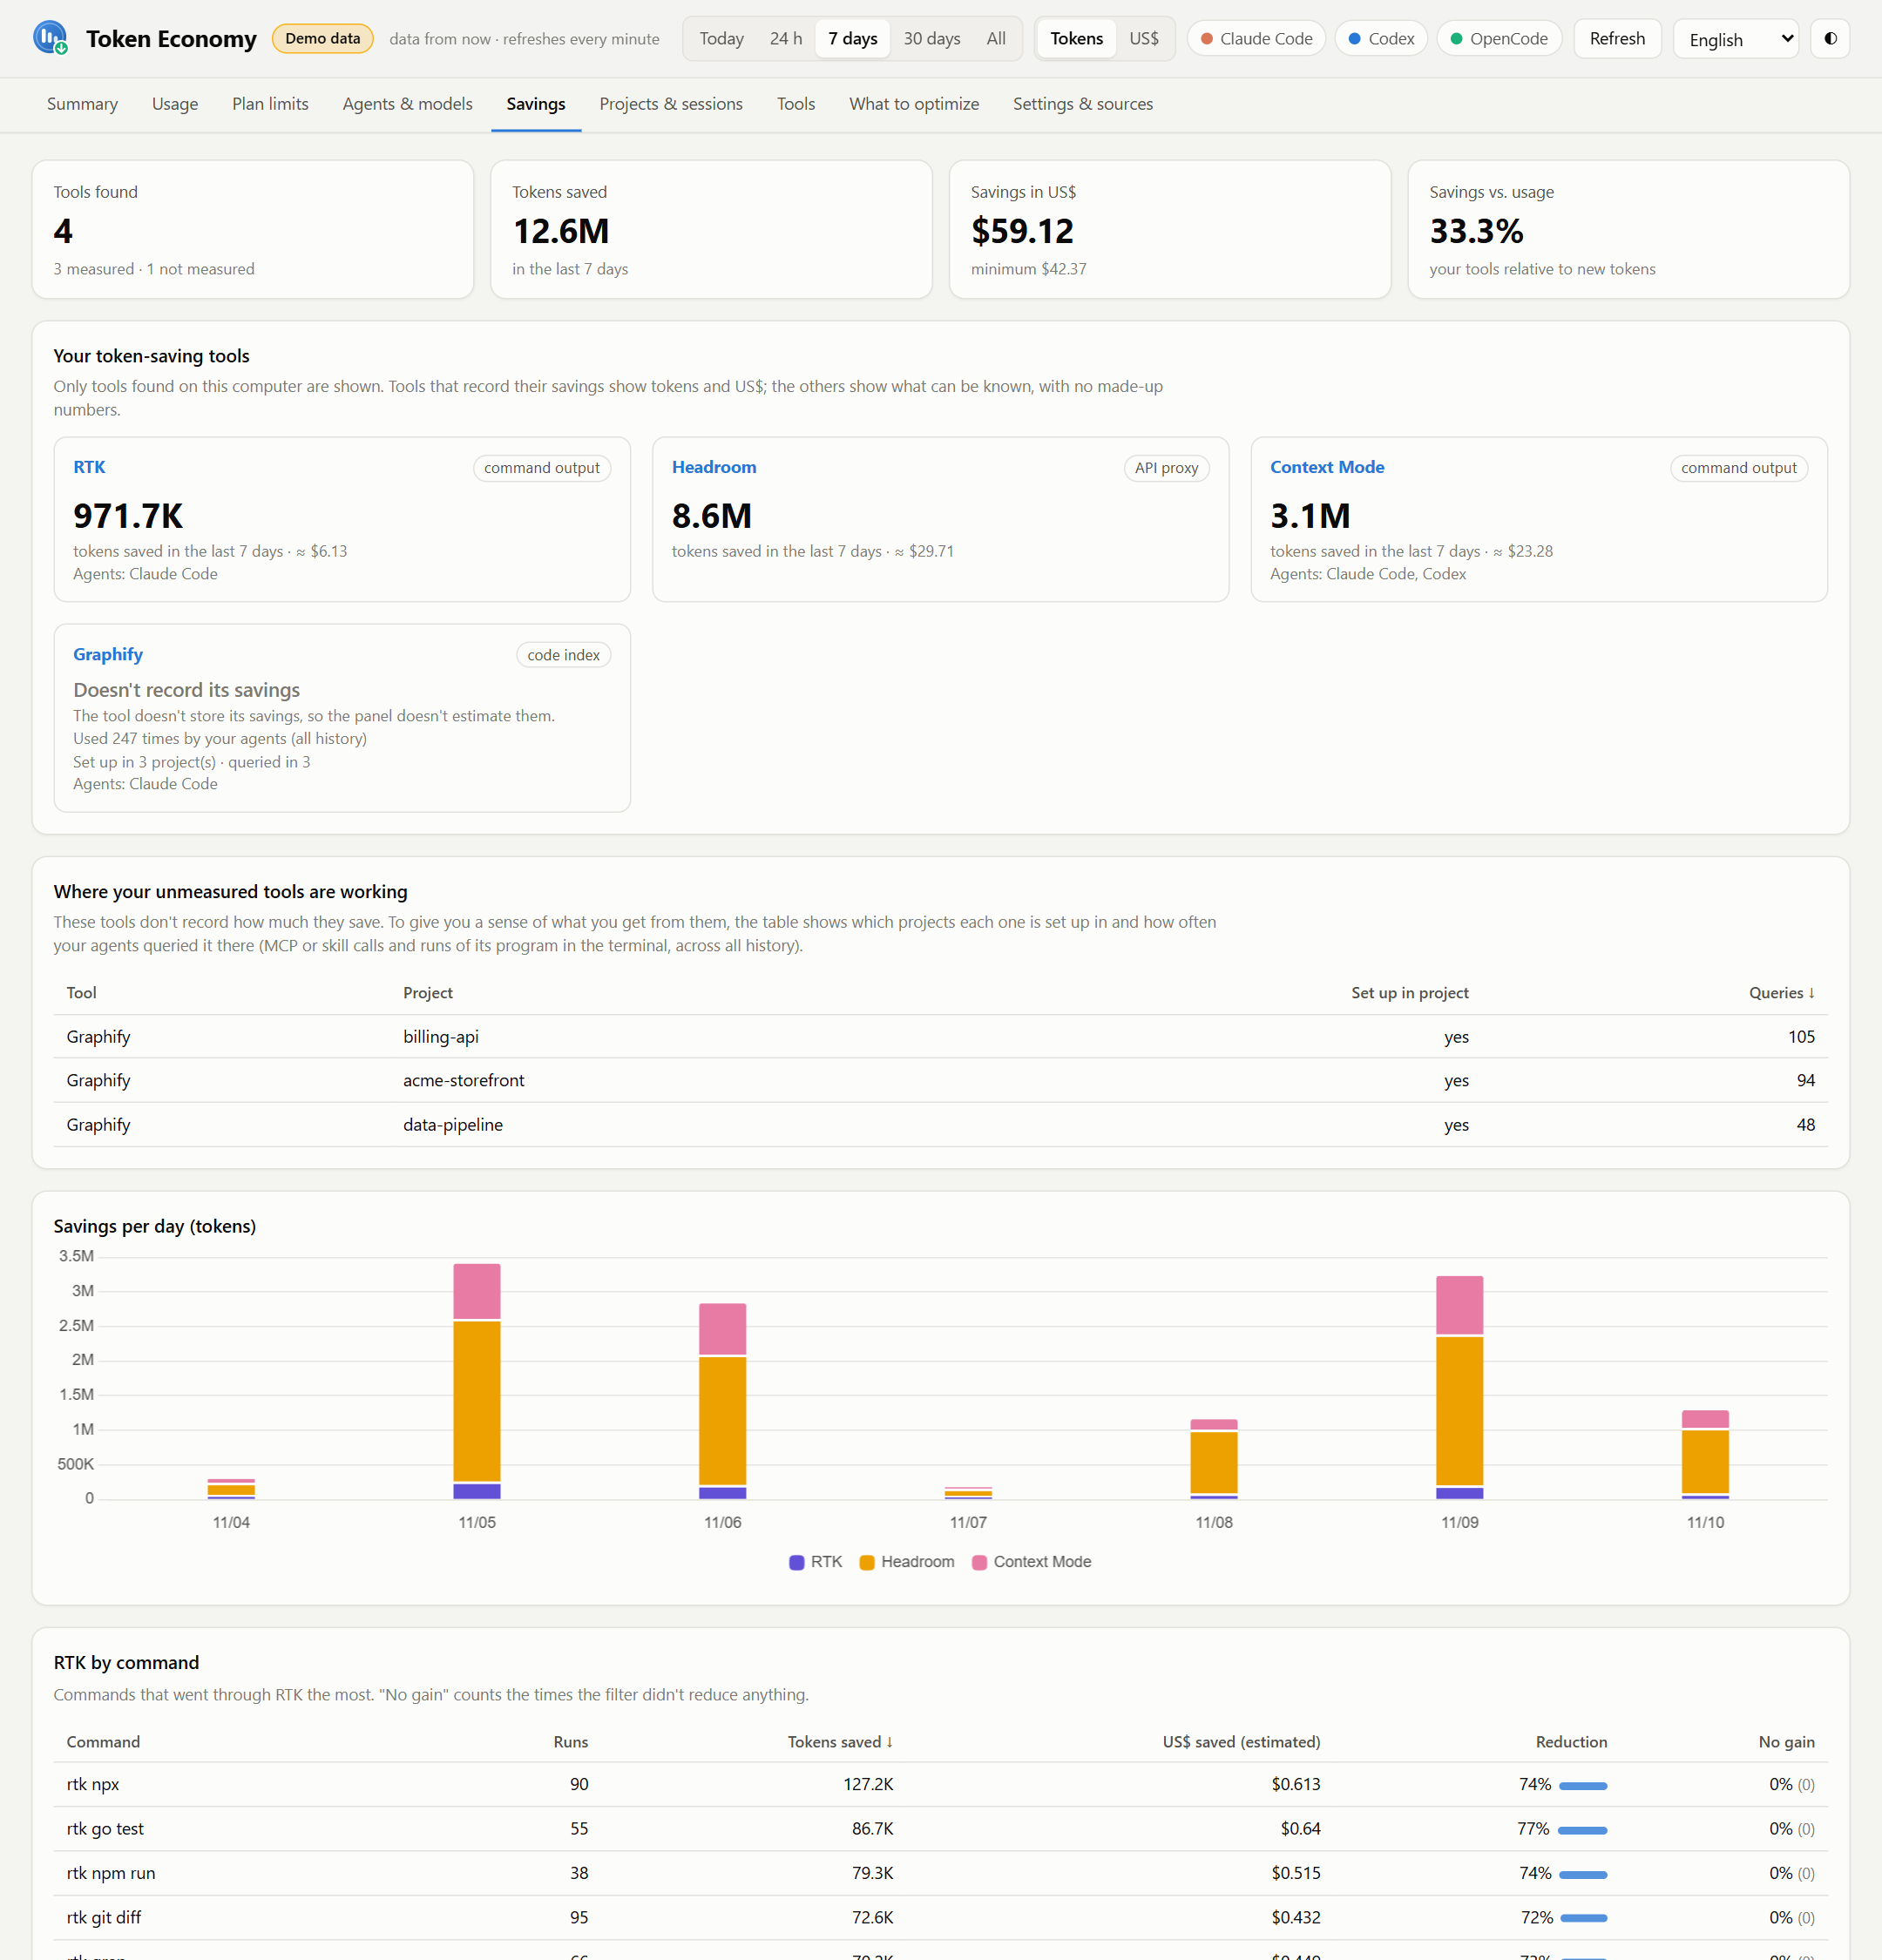 Token Economy
Demo data
data from now · refreshes every minute
Today 24 h 7 days 30 days All
Tokens US$
Claude Code Codex OpenCode
Refresh
English
Summary Usage Plan limits Agents & models Savings Projects & sessions Tools What to optimize Settings & sources
Tools found
4
3 measured · 1 not measured
Tokens saved
12.6M
in the last 7 days
Savings in US$
$59.12
minimum $42.37
Savings vs. usage
33.3%
your tools relative to new tokens
Your token-saving tools
Only tools found on this computer are shown. Tools that record their savings show tokens and US$; the others show what can be known, with no made-up
numbers.
RTK command output
971.7K
tokens saved in the last 7 days · ≈ $6.13
Agents: Claude Code
Headroom API proxy
8.6M
tokens saved in the last 7 days · ≈ $29.71
Context Mode command output
3.1M
tokens saved in the last 7 days · ≈ $23.28
Agents: Claude Code, Codex
Graphify code index
Doesn't record its savings
The tool doesn't store its savings, so the panel doesn't estimate them.
Used 247 times by your agents (all history)
Set up in 3 project(s) · queried in 3
Agents: Claude Code
Where your unmeasured tools are working
These tools don't record how much they save. To give you a sense of what you get from them, the table shows which projects each one is set up in and how often
your agents queried it there (MCP or skill calls and runs of its program in the terminal, across all history).
Tool Project Set up in project Queries ↓
Graphify billing-api yes 105
Graphify acme-storefront yes 94
Graphify data-pipeline yes 48
Savings per day (tokens)
3.5M
3M
2.5M
2M
1.5M
1M
500K
0
11/04 11/05 11/06 11/07 11/08 11/09 11/10
RTK Headroom Context Mode
RTK by command
Commands that went through RTK the most. "No gain" counts the times the filter didn't reduce anything.
Command Runs Tokens saved ↓ US$ saved (estimated) Reduction No gain
rtk npx 90 127.2K $0.613 74% 0% (0)
rtk go test 55 86.7K $0.64 77% 0% (0)
rtk npm run 38 79.3K $0.515 74% 0% (0)
rtk git diff 95 72.6K $0.432 72% 0% (0)